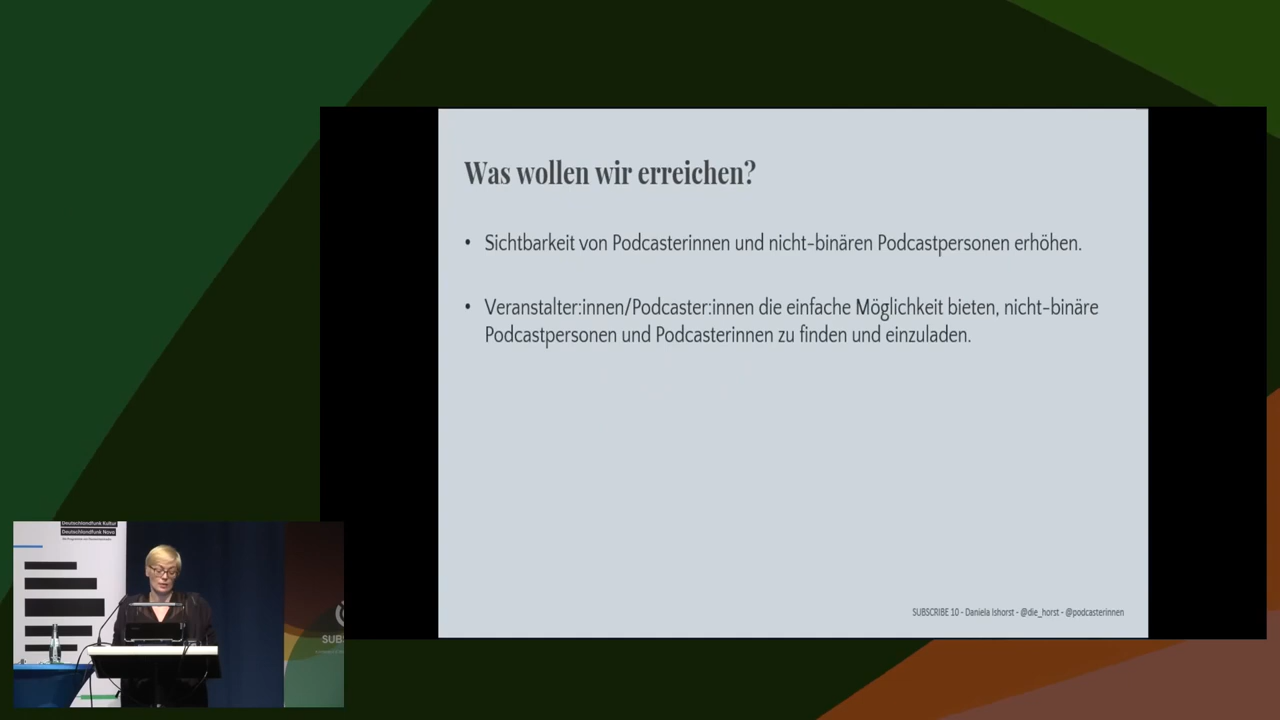 Was wollen wir erreichen?
• Sichtbarkeit von Podcasterinnen und nicht-binären Podcastpersonen erhöhen.
• Veranstalter:innen/Podcaster:innen die einfache Möglichkeit bieten, nicht-binäre
Podcastpersonen und Podcasterinnen zu finden und einzuladen.
SUBSCRIBE 10 - Daniela Ishorst - @die_horst - @podcasterinnen
Deutschlandfunk Kultur
Deutschlandfunk Nova
SUB